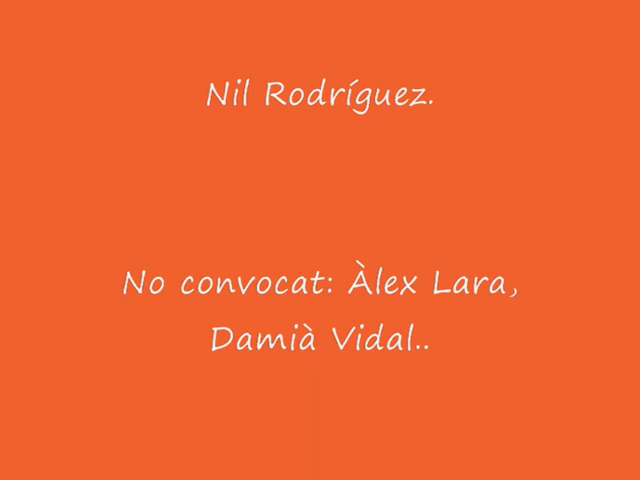 Nil Rodríguez.
No convocat: Àlex Lara,
Damià Vidal..